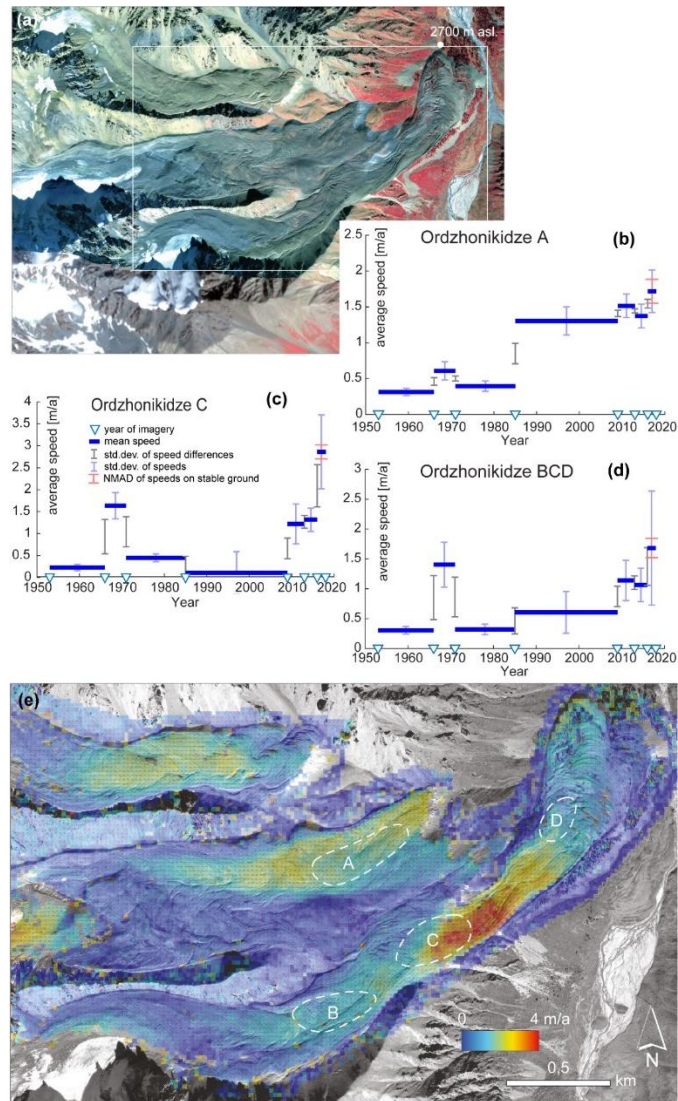 (a)
2700 m asl.
Ordzhonikidze A
(b)
average speed [m/a]
2.5
2
1.5
1
0.5
0
1950 1960 1970 1980 1990 2000 2010 2020
Year
Ordzhonikidze C
(c)
average speed [m/a]
4
3.5
3
2.5
2
1.5
1
0.5
0
year of imagery
mean speed
std.dev. of speed differences
std.dev. of speeds
NMAD of speeds on stable ground
1950 1960 1970 1980 1990 2000 2010 2020
Year
Ordzhonikidze BCD
(d)
average speed [m/a]
3
2.5
2
1.5
1
0.5
0
1950 1960 1970 1980 1990 2000 2010 2020
Year
(e)
A
D
C
B
0 4 m/a
0.5
km
N